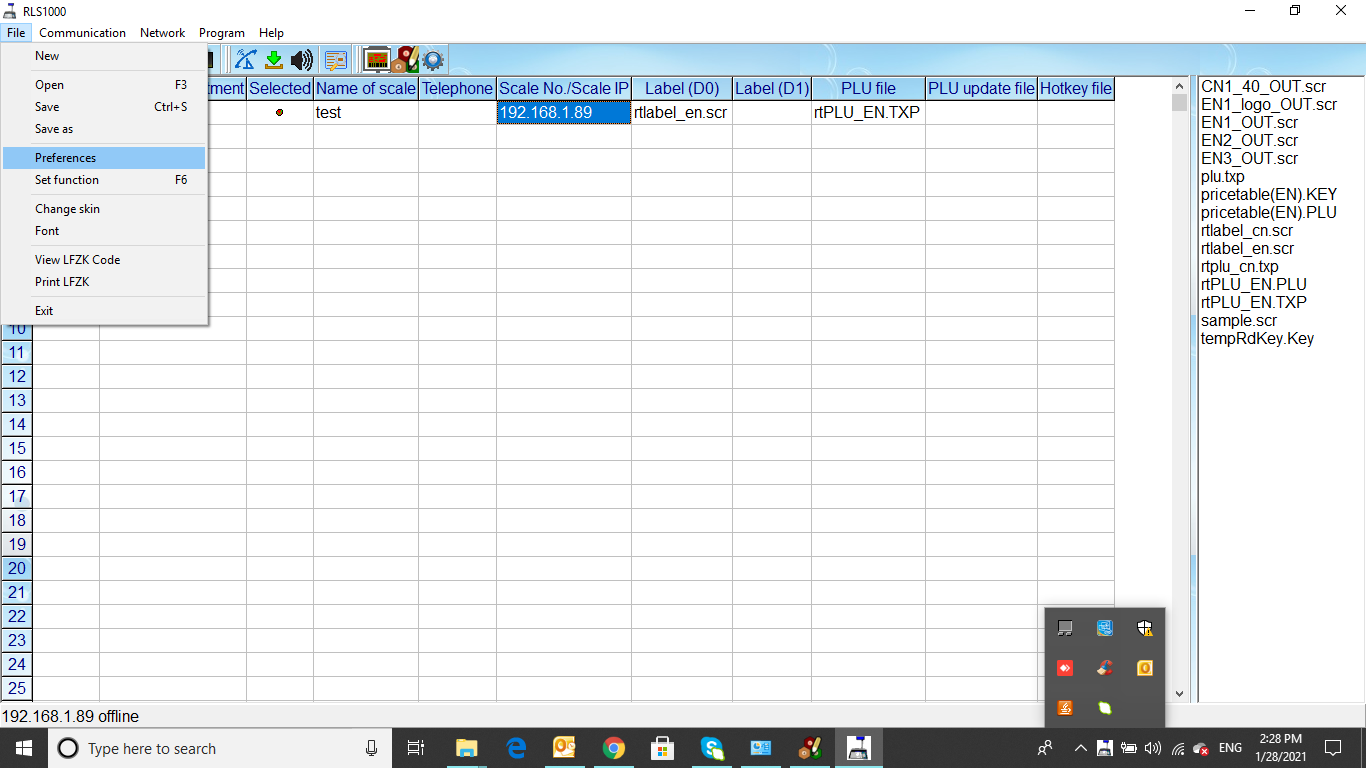 RLS1000
File Communication Network Program Help
New
Open F3
Save Ctrl+S
Save as
Preferences
Set function F6
Change skin
Font
View LFZK Code
Print LFZK
Exit
tment Selected Name of scale Telephone Scale No./Scale IP Label (D0) Label (D1) PLU file PLU update file Hotkey file
test 192.168.1.89 rtlabel_en.scr rtPLU_EN.TXP
10
11
12
13
14
15
16
17
18
19
20
21
22
23
24
25
CN1_40_OUT.scr
EN1_logo_OUT.scr
EN1_OUT.scr
EN2_OUT.scr
EN3_OUT.scr
plu.txp
pricetable(EN).KEY
pricetable(EN).PLU
rtlabel_cn.scr
rtlabel_en.scr
rtplu_cn.txp
rtPLU_EN.PLU
rtPLU_EN.TXP
sample.scr
tempRdKey.Key
192.168.1.89 offline
Type here to search
ENG
2:28 PM
1/28/2021